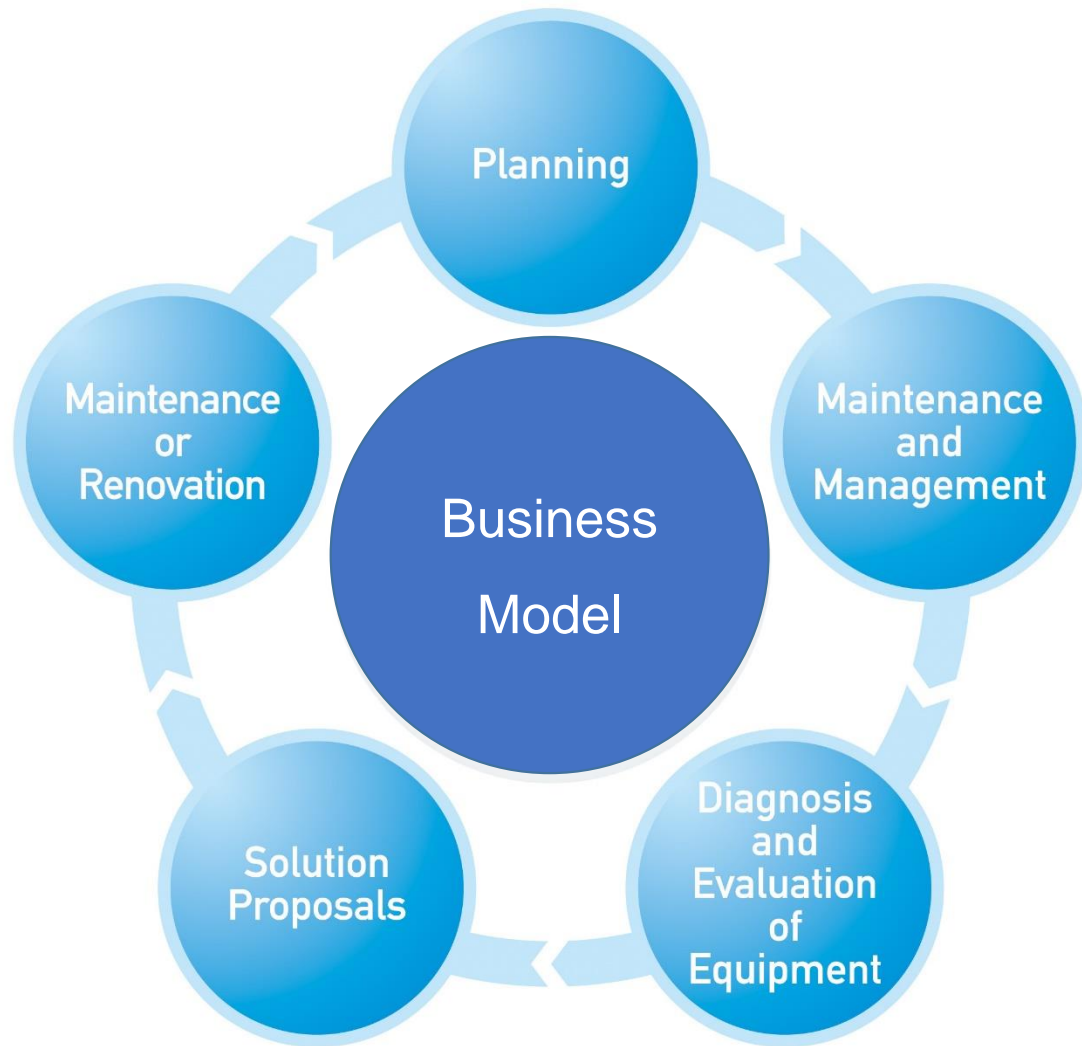 Planning
Maintenance
and
Management
Diagnosis
and
Evaluation
of
Equipment
Solution
Proposals
Maintenance
or
Renovation
Business
Model